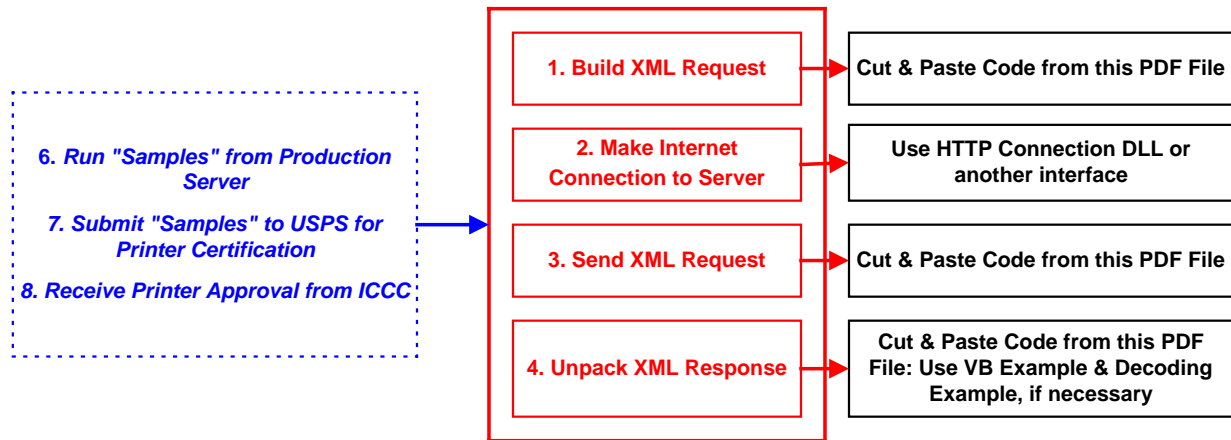 6. Run "Samples" from Production
Server
7. Submit "Samples" to USPS for
Printer Certification
8. Receive Printer Approval from ICCC
1. Build XML Request
Cut & Paste Code from this PDF File
2. Make Internet
Connection to Server
Use HTTP Connection DLL or
another interface
3. Send XML Request
Cut & Paste Code from this PDF File
4. Unpack XML Response
Cut & Paste Code from this PDF
File: Use VB Example & Decoding
Example, if necessary